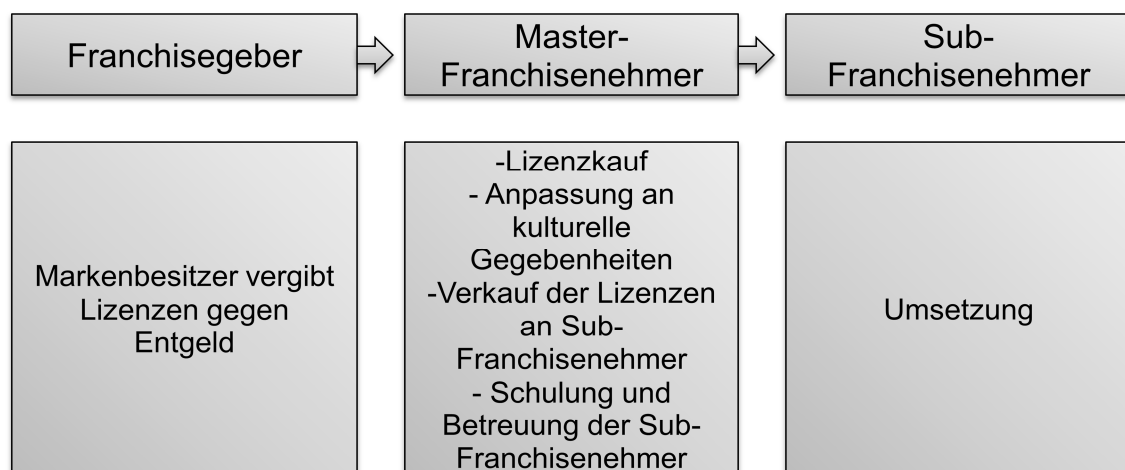 Franchisegeber
Master-
Franchisenehmer
Sub-
Franchisenehmer
Markenbesitzer vergibt
Lizenzen gegen
Entgeld
-Lizenzkauf
- Anpassung an
kulturelle
Gegebenheiten
-Verkauf der Lizenzen
an Sub-
Franchisenehmer
- Schulung und
Betreuung der Sub-
Franchisenehmer
Umsetzung